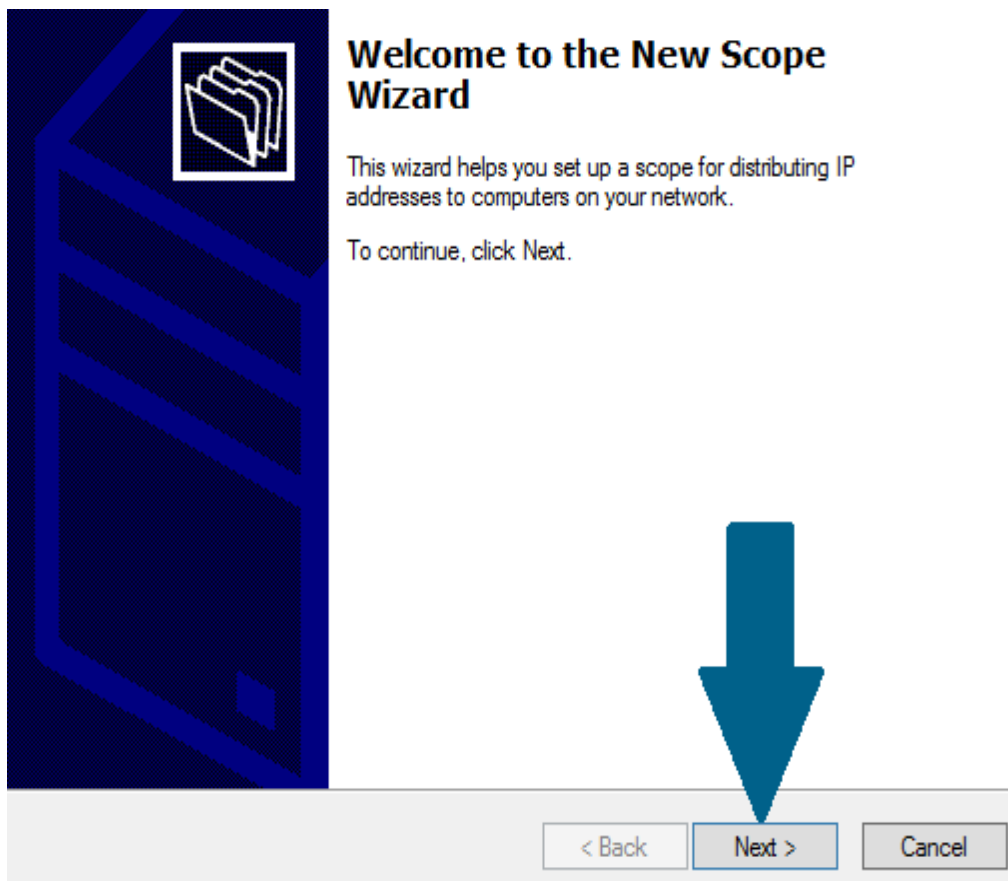 Welcome to the New Scope
Wizard
This wizard helps you set up a scope for distributing IP
addresses to computers on your network.
To continue, click Next.
< Back
Next >
Cancel